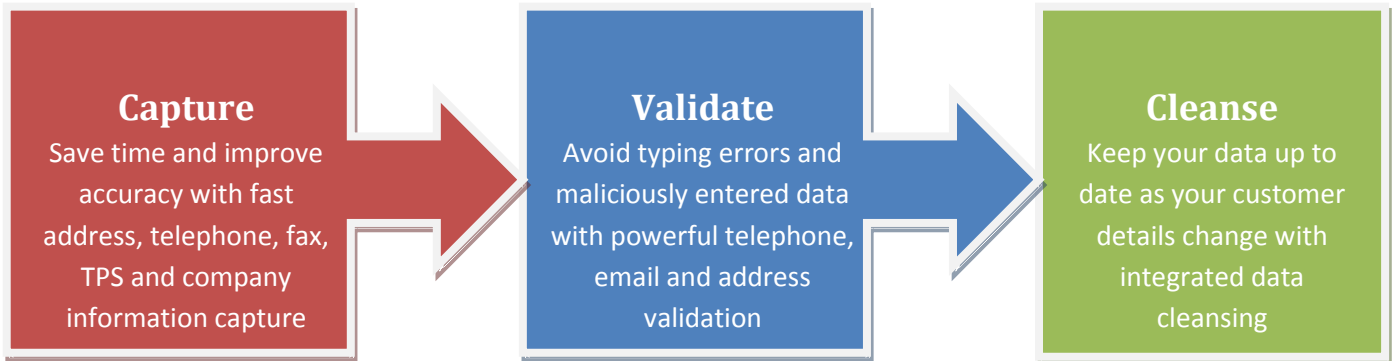 Capture
Save time and improve
accuracy with fast
address, telephone, fax,
TPS and company
information capture
Validate
Avoid typing errors and
maliciously entered data
with powerful telephone,
email and address
validation
Cleanse
Keep your data up to
date as your customer
details change with
integrated data
cleansing